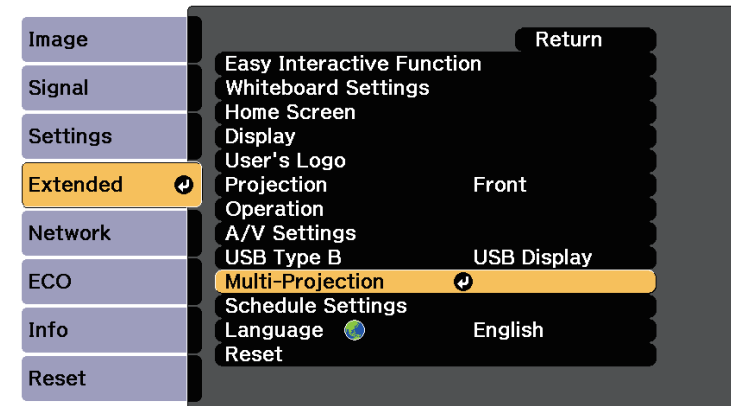 Image
Signal
Settings
Extended
Network
ECO
Info
Reset
Return
Easy Interactive Function
Whiteboard Settings
Home Screen
Display
User's Logo
Projection Front
Operation
A/V Settings
USB Type B USB Display
Multi-Projection
Schedule Settings
Language English
Reset